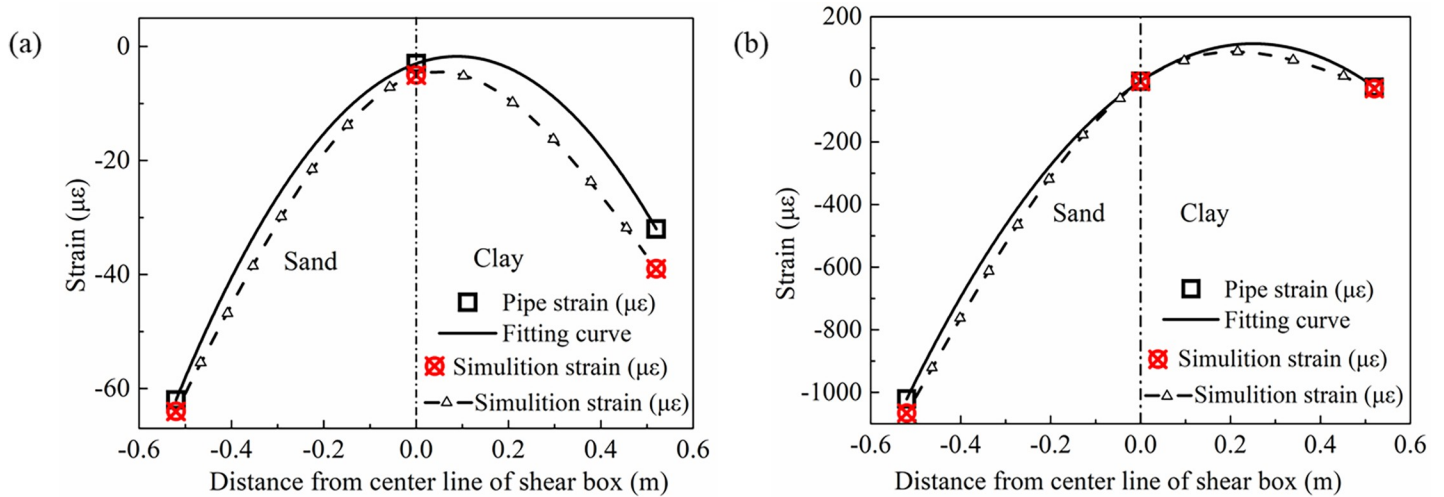 (a)
0
-20
-40
-60
Strain (με)
Sand
Clay
Pipe strain (με)
Fitting curve
Simulition strain (με)
Simulition strain (με)
-0.6 -0.4 -0.2 0.0 0.2 0.4 0.6
Distance from center line of shear box (m)
(b)
200
0
-200
-400
-600
-800
-1000
Strain (με)
Sand
Clay
Pipe strain (με)
Fitting curve
Simulition strain (με)
Simulition strain (με)
-0.6 -0.4 -0.2 0.0 0.2 0.4 0.6
Distance from center line of shear box (m)